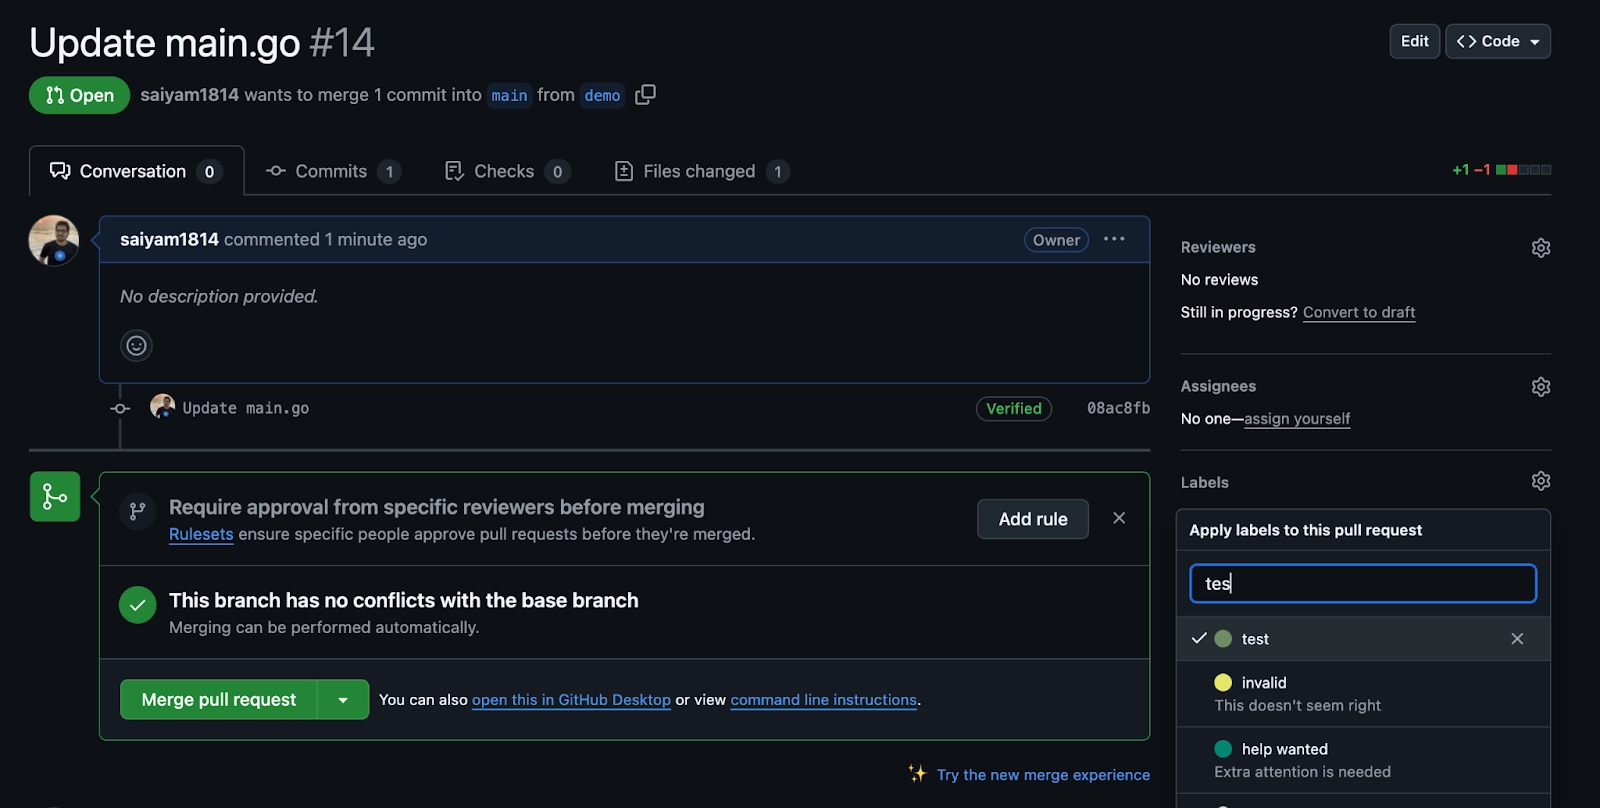 Update main.go #14
Edit
<> Code
Open
saiyam1814 wants to merge 1 commit into main from demo
Conversation 0
Commits 1
Checks 0
Files changed 1
+1 −1
saiyam1814 commented 1 minute ago
Owner
No description provided.
Update main.go
Verified
08ac8fb
Require approval from specific reviewers before merging
Rulesets ensure specific people approve pull requests before they're merged.
Add rule
This branch has no conflicts with the base branch
Merging can be performed automatically.
Merge pull request
You can also open this in GitHub Desktop or view command line instructions.
Try the new merge experience
Reviewers
No reviews
Still in progress? Convert to draft
Assignees
No one—assign yourself
Labels
Apply labels to this pull request
tes
test
invalid
This doesn't seem right
help wanted
Extra attention is needed